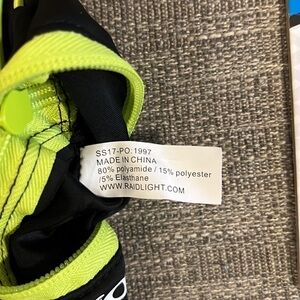 SS17-PO: 1997
MADE IN CHINA
80% polyamide / 15% polyester
/5% Elasthane
WWW.RAIDLIGHT.COM